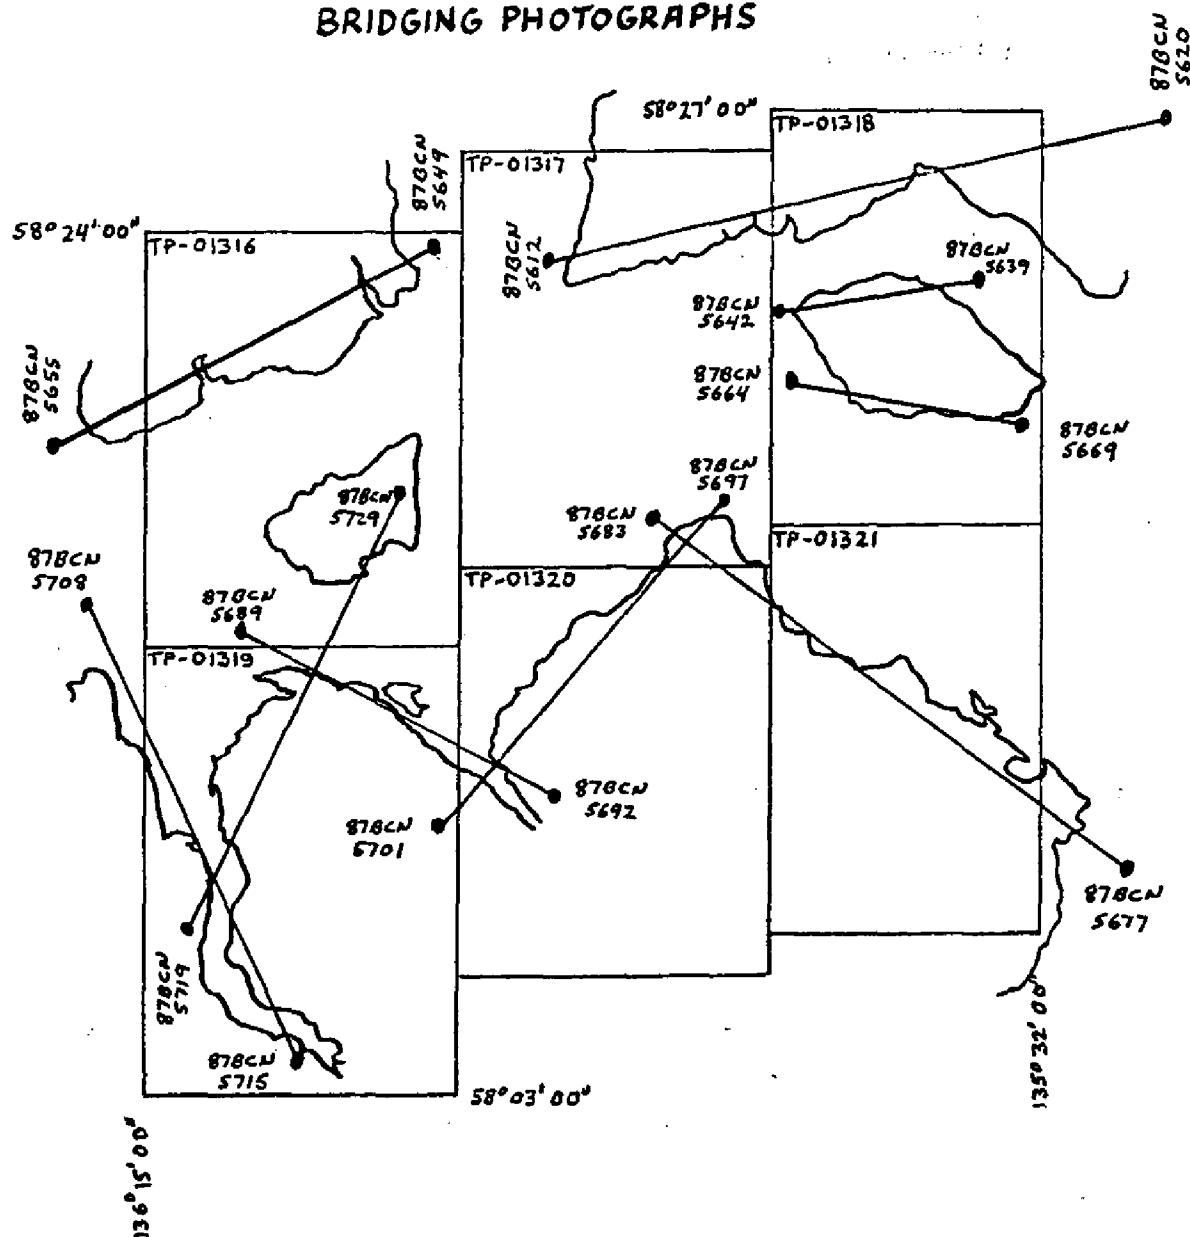 BRIDGING PHOTOGRAPHS
87BCN
5620
58°27'00"
TP-01318
TP-01317
87BCN
5649
58°24'00"
TP-01316
87BCN
5612
87BCN
5639
87BCN
5642
87BCN
5655
87BCN
5664
87BCN
5669
87BCN
5697
87BCN
5729
87BCN
5683
TP-01321
87BCN
5708
TP-01320
87BCN
5689
TP-01319
87BCN
5692
87BCN
5701
87BCN
5677
87BCN
5719
87BCN
5715
58°03'00"
135°32'00"
136°15'00"